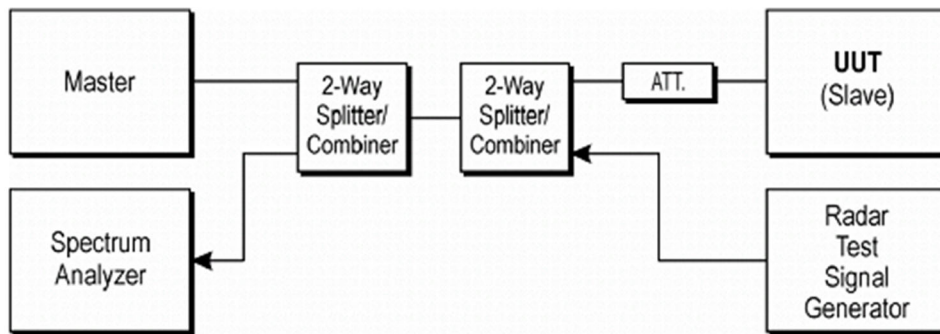 Master
2-Way
Splitter/
Combiner
2-Way
Splitter/
Combiner
ATT.
UUT
(Slave)
Spectrum
Analyzer
Radar
Test
Signal
Generator